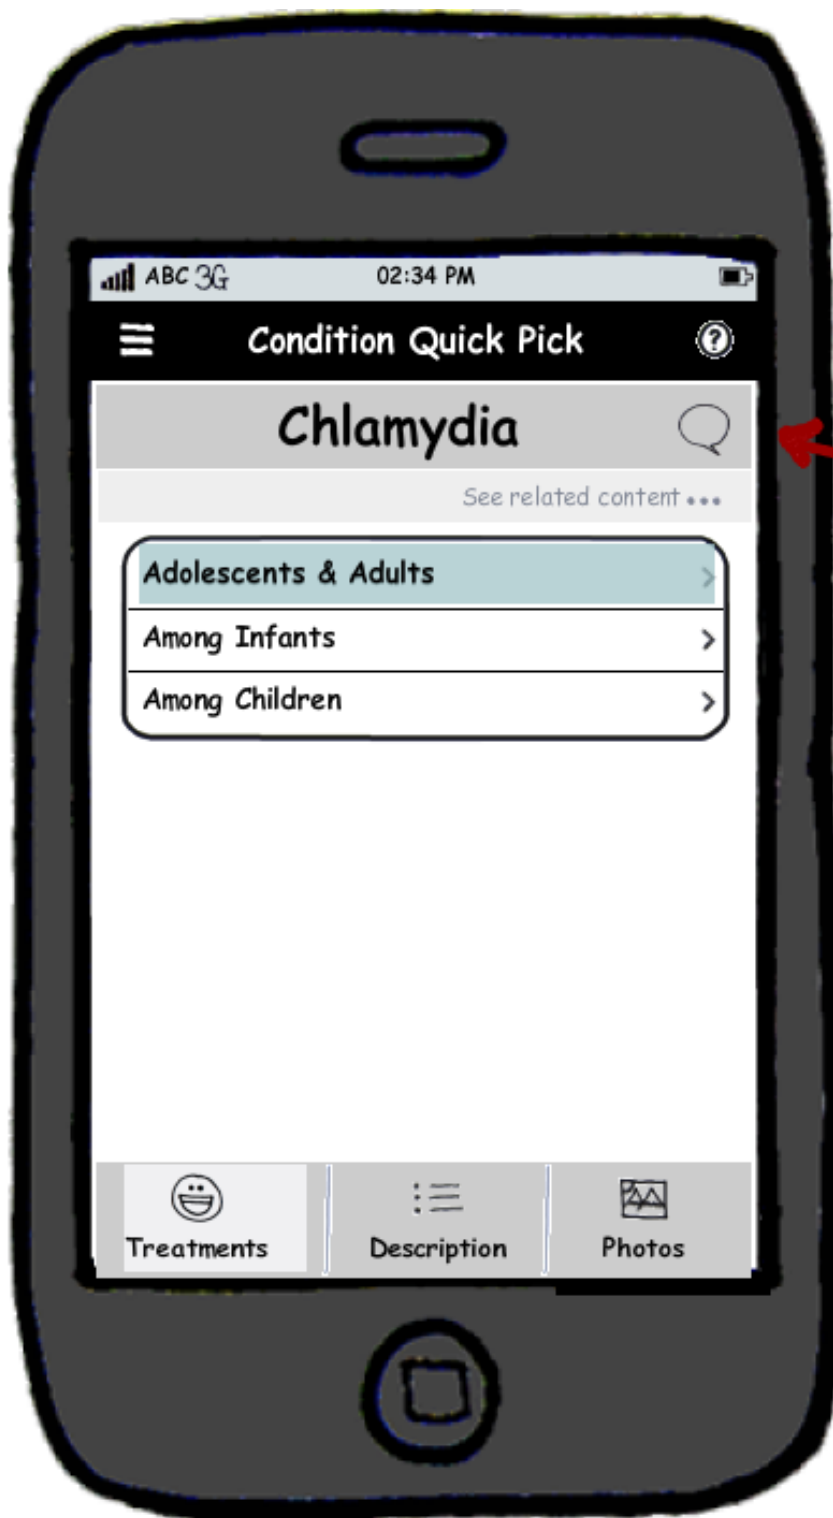 ABC 3G 02:34 PM
Condition Quick Pick ?
Chlamydia
See related content •••
Adolescents & Adults
Among Infants
Among Children
Treatments Description Photos